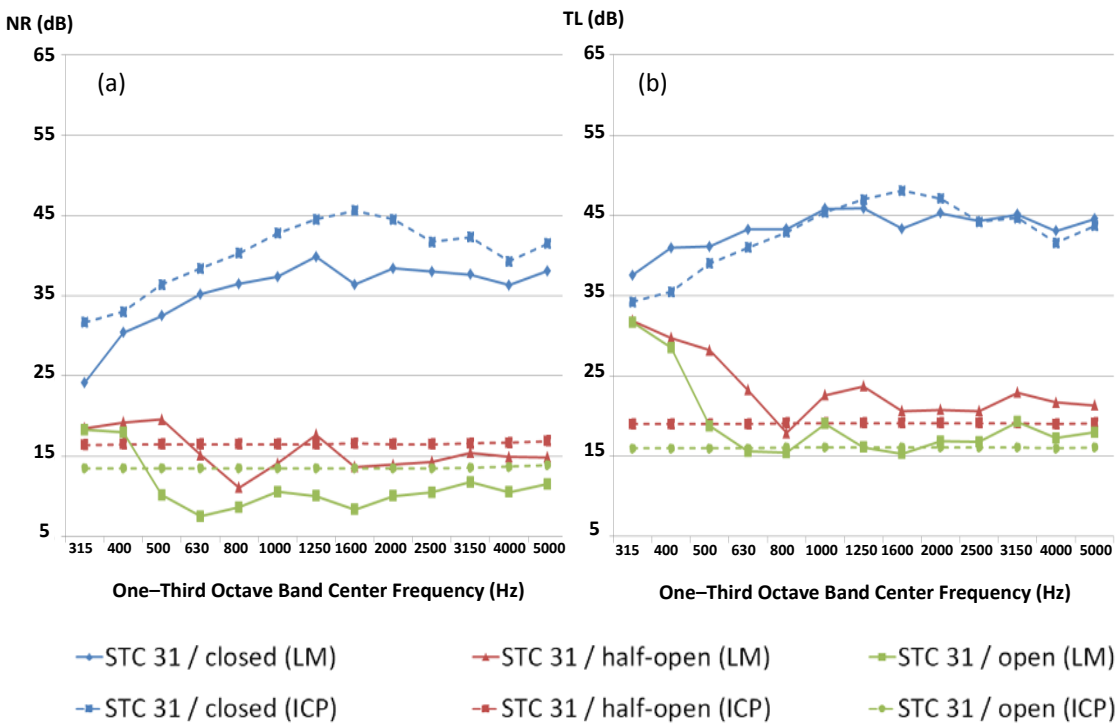 NR (dB)
TL (dB)
65
(a)
55
45
35
25
15
5
315 400 500 630 800 1000 1250 1600 2000 2500 3150 4000 5000
One–Third Octave Band Center Frequency (Hz)
65
(b)
55
45
35
25
15
5
315 400 500 630 800 1000 1250 1600 2000 2500 3150 4000 5000
One–Third Octave Band Center Frequency (Hz)
STC 31 / closed (LM)
STC 31 / half-open (LM)
STC 31 / open (LM)
STC 31 / closed (ICP)
STC 31 / half-open (ICP)
STC 31 / open (ICP)